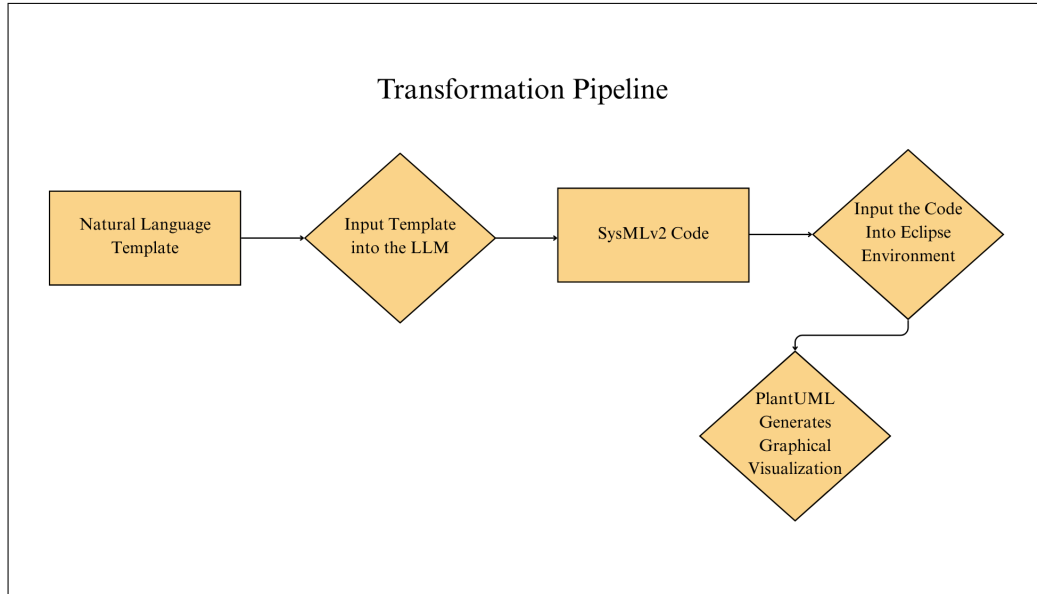 Transformation Pipeline
Natural Language
Template
Input Template
into the LLM
SysMLv2 Code
Input the Code
Into Eclipse
Environment
PlantUML
Generates
Graphical
Visualization